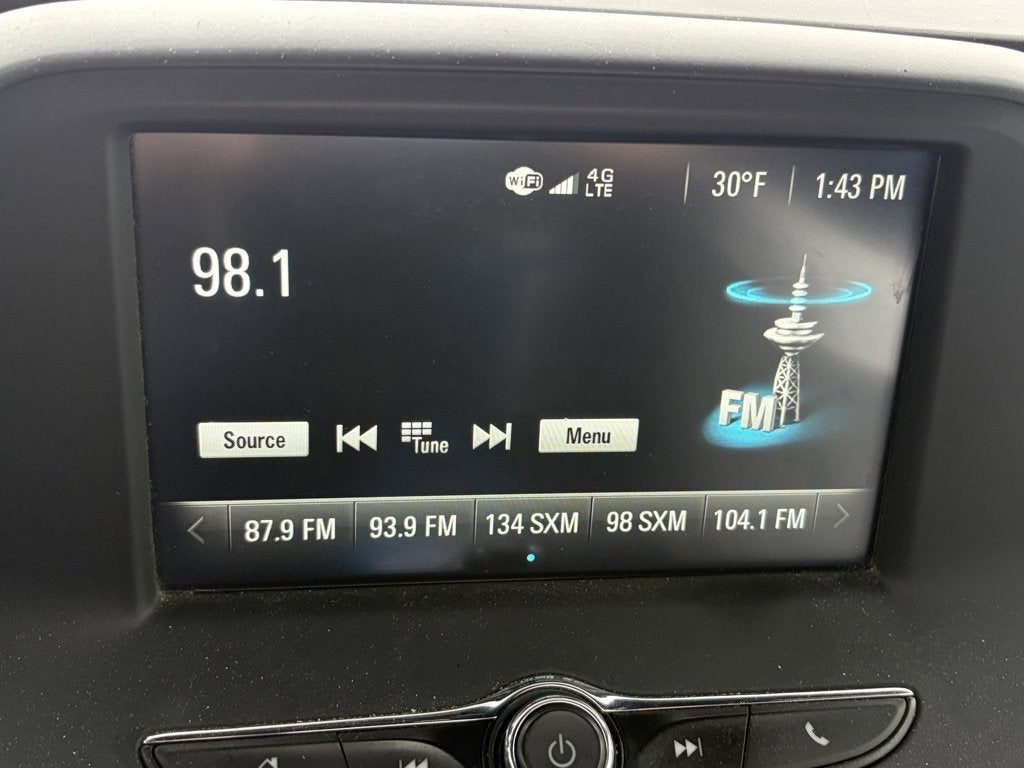 WiFi 4G LTE 30°F 1:43 PM
98.1
FM
Source Tune Menu
87.9 FM 93.9 FM 134 SXM 98 SXM 104.1 FM